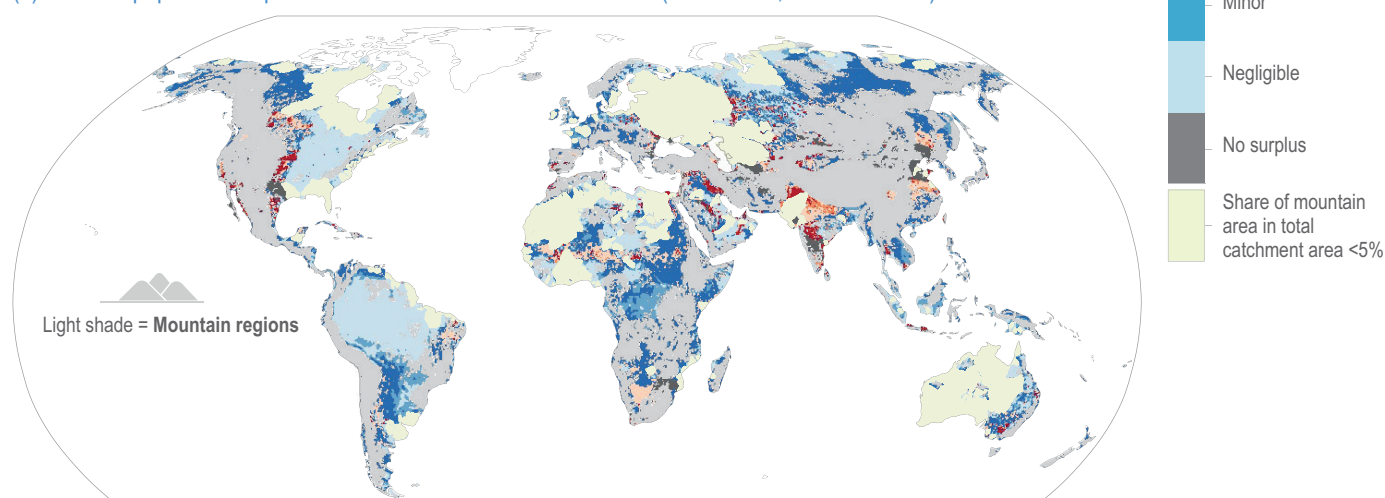 Minor
Negligible
No surplus
Share of mountain
area in total
catchment area <5%
Light shade = Mountain regions